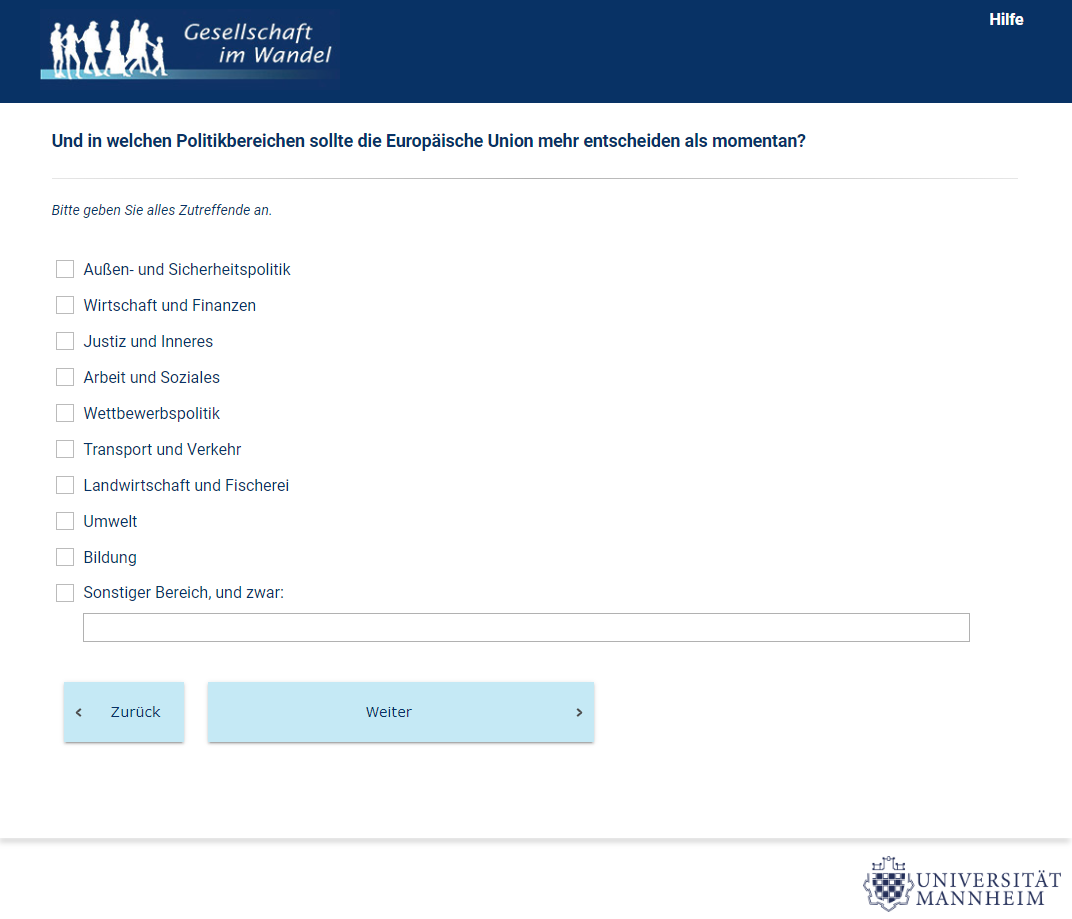 Gesellschaft
im Wandel
Hilfe
Und in welchen Politikbereichen sollte die Europäische Union mehr entscheiden als momentan?
Bitte geben Sie alles Zutreffende an.
Außen- und Sicherheitspolitik
Wirtschaft und Finanzen
Justiz und Inneres
Arbeit und Soziales
Wettbewerbspolitik
Transport und Verkehr
Landwirtschaft und Fischerei
Umwelt
Bildung
Sonstiger Bereich, und zwar:
Zurück
Weiter
UNIVERSITÄT
MANNHEIM